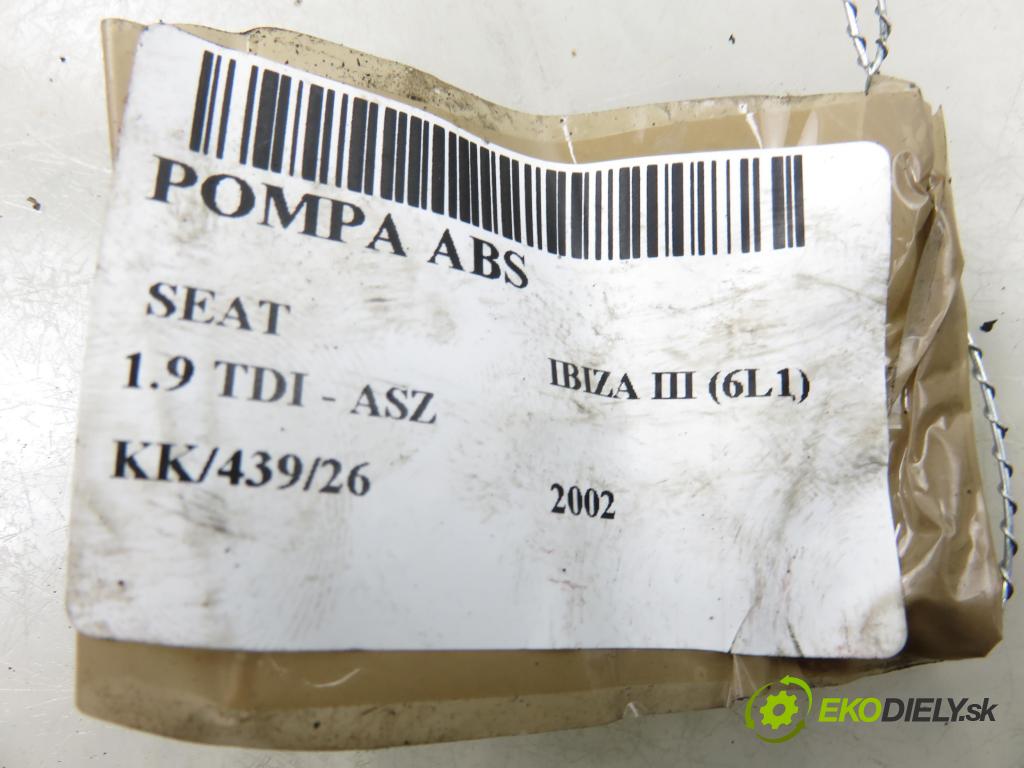 POMPA ABS
SEAT
1.9 TDI - ASZ
IBIZA III (6L1)
KK/439/26
2002
EKODIELY.sk